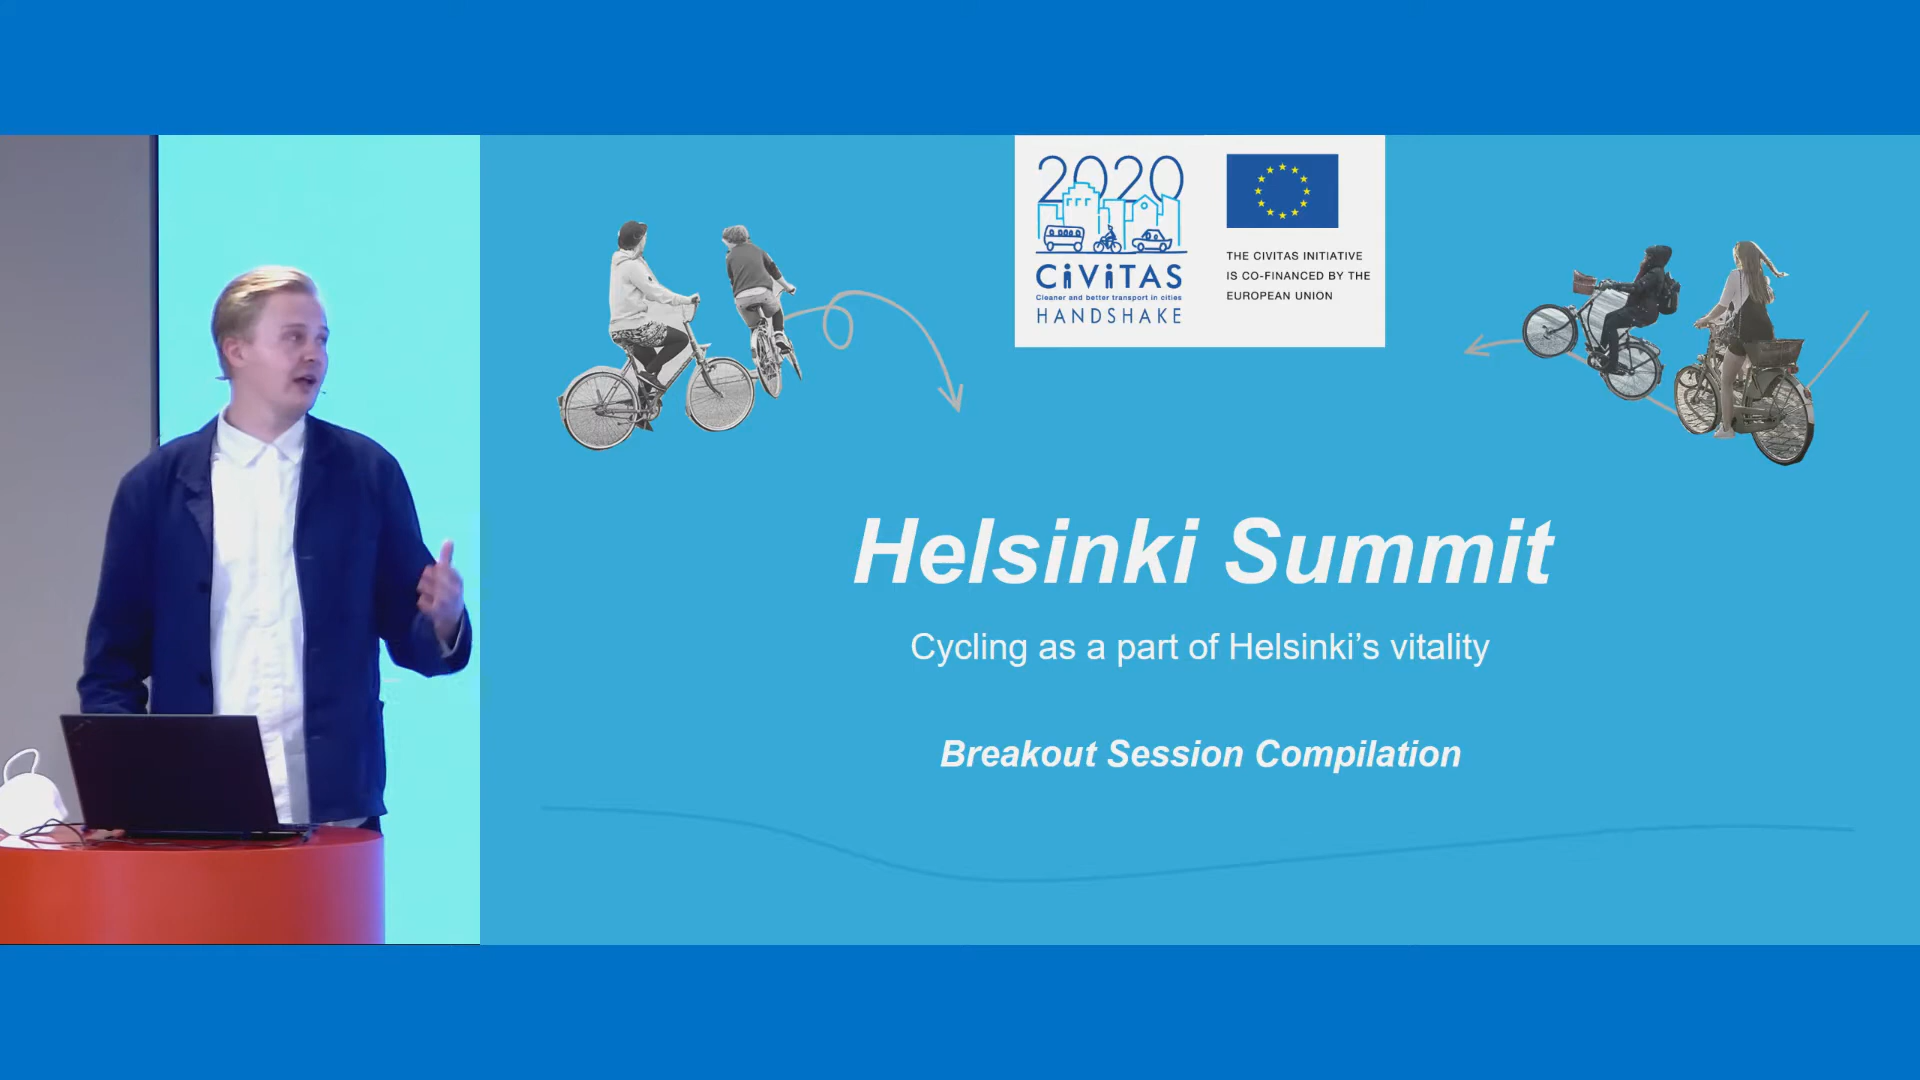 2020
CIVITAS
Cleaner and better transport in cities
HANDSHAKE
THE CIVITAS INITIATIVE
IS CO-FINANCED BY THE
EUROPEAN UNION
Helsinki Summit
Cycling as a part of Helsinki’s vitality
Breakout Session Compilation